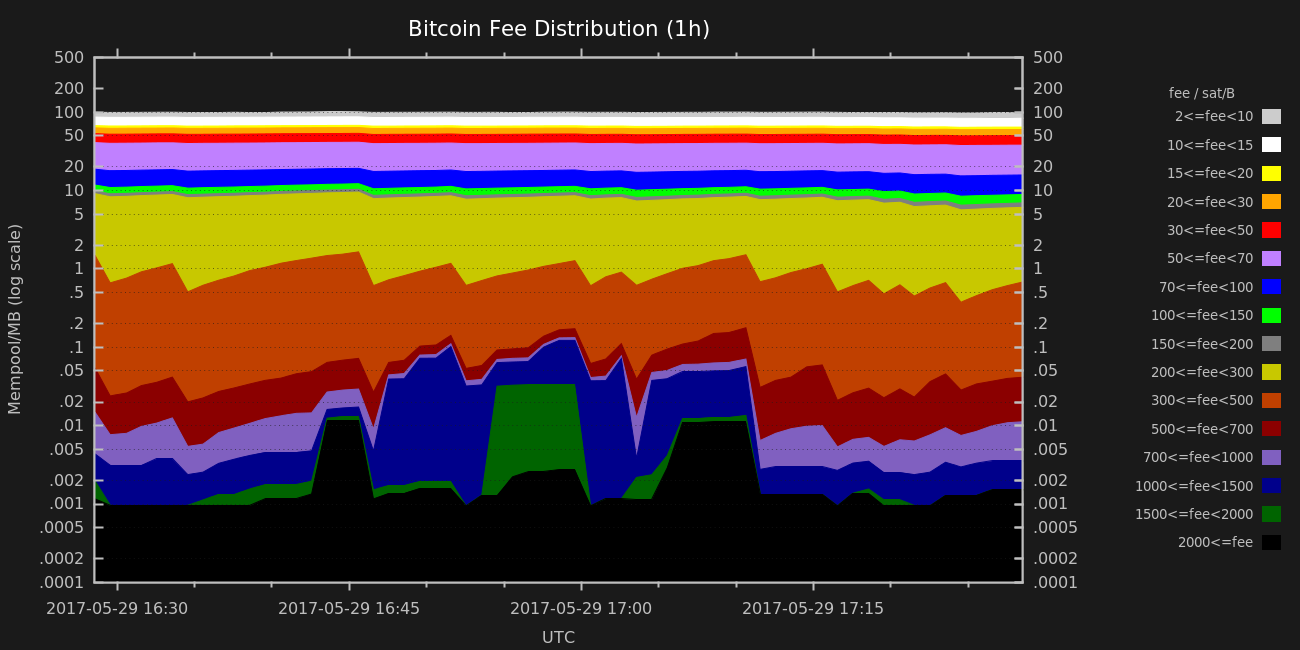 Bitcoin Fee Distribution (1h)
Mempool/MB (log scale)
500
200
100
50
20
10
5
2
1
.5
.2
.1
.05
.02
.01
.005
.002
.001
.0005
.0002
.0001
500
200
100
50
20
10
5
2
1
.5
.2
.1
.05
.02
.01
.005
.002
.001
.0005
.0002
.0001
2017-05-29 16:30 2017-05-29 16:45 2017-05-29 17:00 2017-05-29 17:15
UTC
fee / sat/B
2<=fee<10
10<=fee<15
15<=fee<20
20<=fee<30
30<=fee<50
50<=fee<70
70<=fee<100
100<=fee<150
150<=fee<200
200<=fee<300
300<=fee<500
500<=fee<700
700<=fee<1000
1000<=fee<1500
1500<=fee<2000
2000<=fee